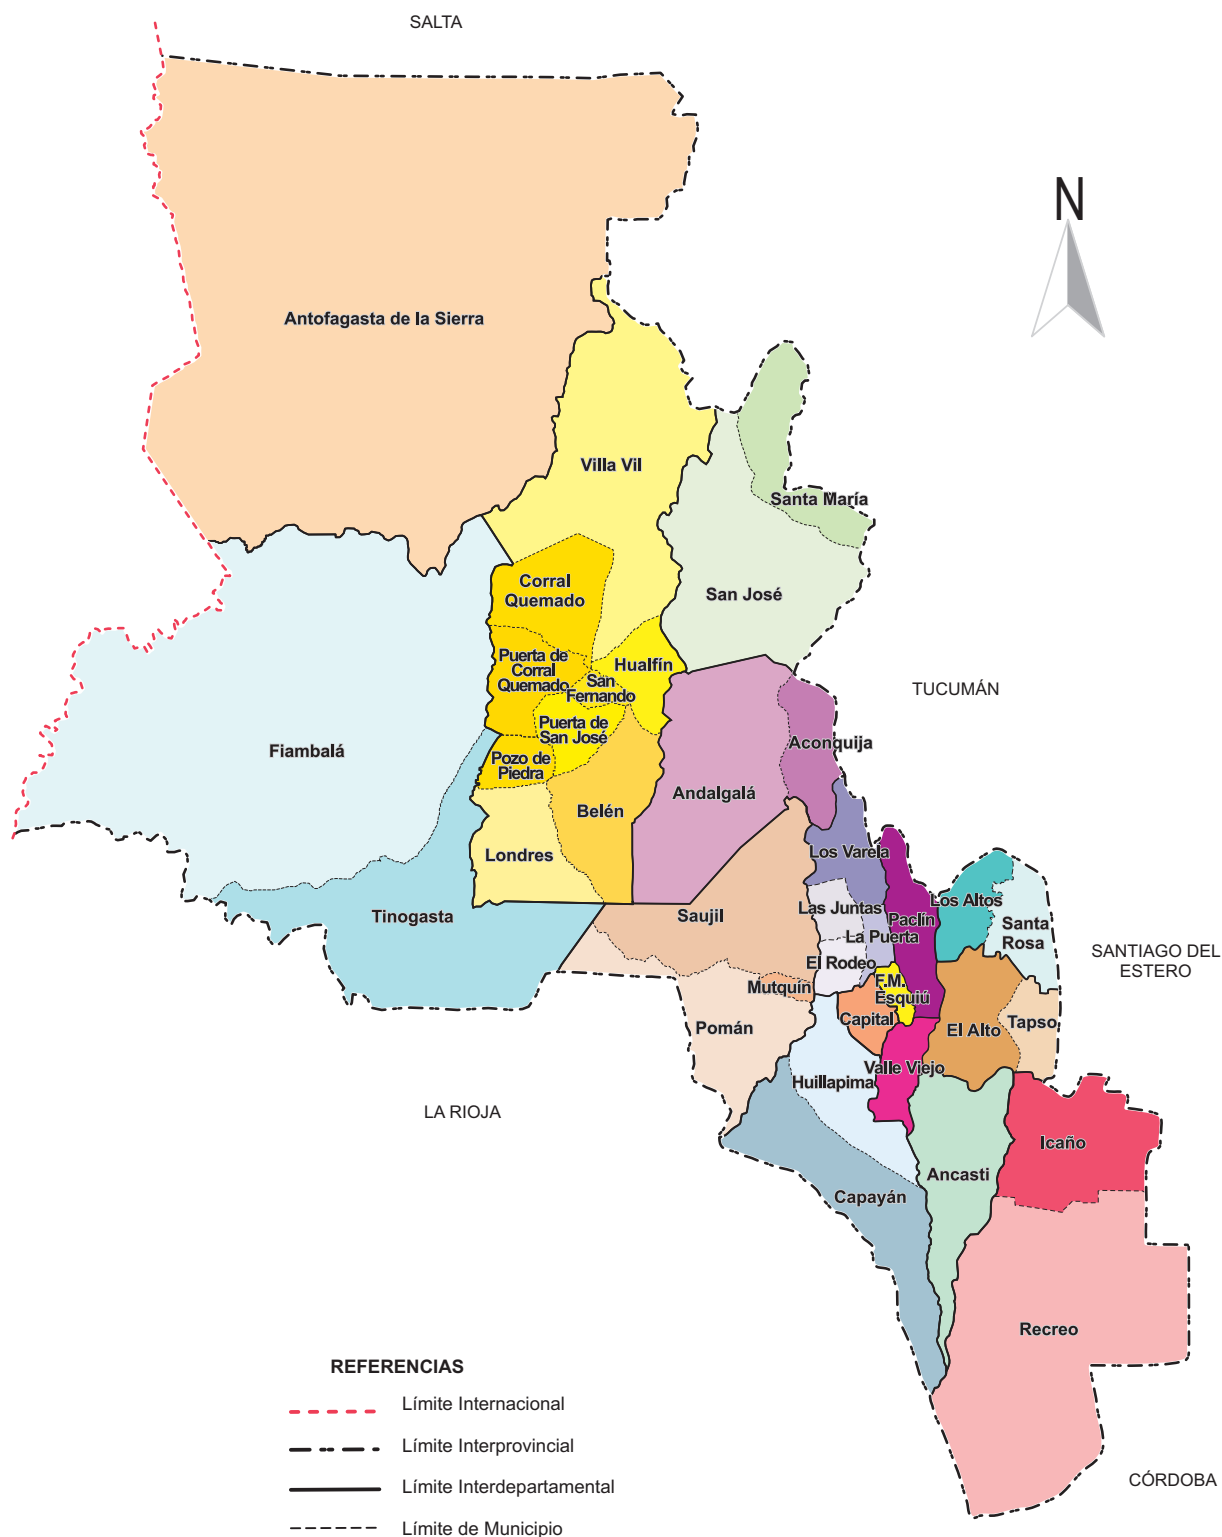 SALTA
N
Antofagasta de la Sierra
Villa Vil
Santa María
Corral
Quemado
San José
Puerta de
Corral
Quemado
Hualfín
San
Fernando
TUCUMÁN
Puerta de
San José
Aconquija
Fiambalá
Pozo de
Piedra
Andalgalá
Belén
Londres
Los Varela
Los Altos
Las Juntas
Tinogasta
Saujil
Paclín
Santa
Rosa
La Puerta
SANTIAGO DEL
ESTERO
El Rodeo
Mutquín
F.M.
Esquiú
Capital
Pomán
El Alto
Tapso
Valle Viejo
Huillapima
LA RIOJA
Icaño
Ancasti
Capayán
Recreo
REFERENCIAS
Límite Internacional
Límite Interprovincial
Límite Interdepartamental
Límite de Municipio
CÓRDOBA